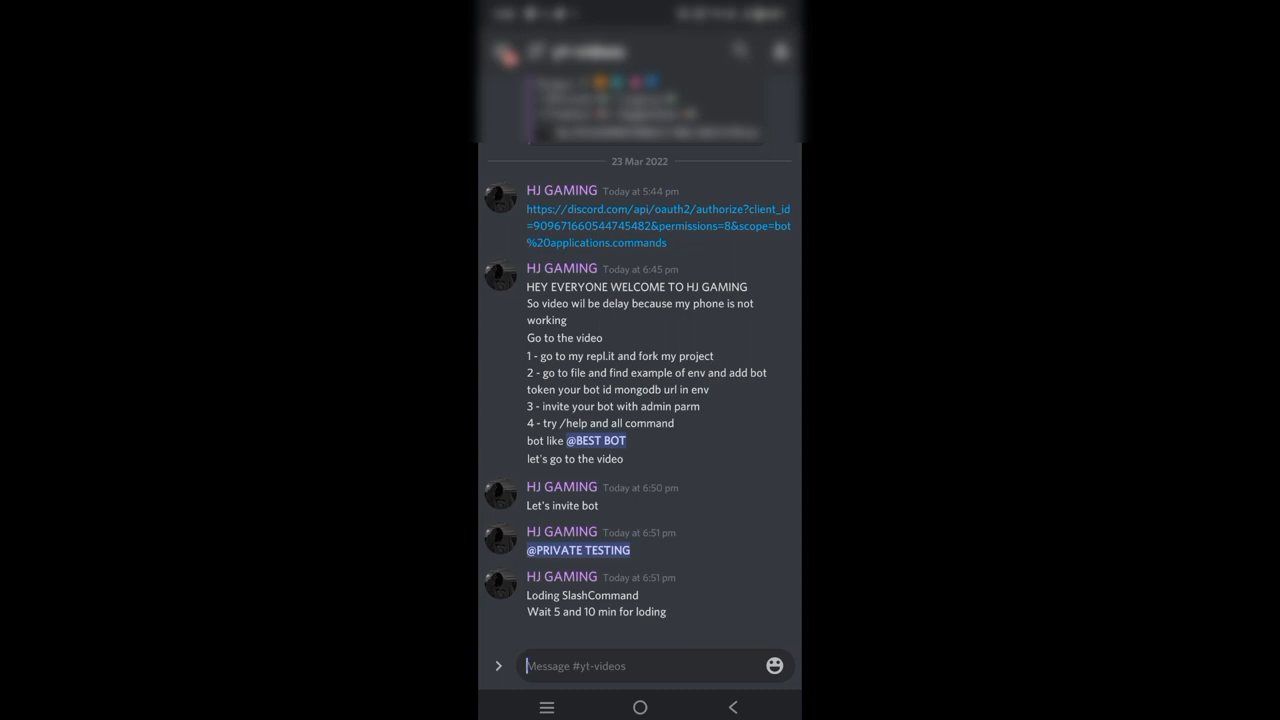 23 Mar 2022
HJ GAMING Today at 5:44 pm
https://discord.com/api/oauth2/authorize?client_id
=909671660544745482&permissions=8&scope=bot
%20applications.commands
HJ GAMING Today at 6:45 pm
HEY EVERYONE WELCOME TO HJ GAMING
So video wil be delay because my phone is not
working
Go to the video
1 - go to my repl.it and fork my project
2 - go to file and find example of env and add bot
token your bot id mongodb url in env
3 - invite your bot with admin parm
4 - try /help and all command
bot like @BEST BOT
let's go to the video
HJ GAMING Today at 6:50 pm
Let's invite bot
HJ GAMING Today at 6:51 pm
@PRIVATE TESTING
HJ GAMING Today at 6:51 pm
Loding SlashCommand
Wait 5 and 10 min for loding
Message #yt-videos